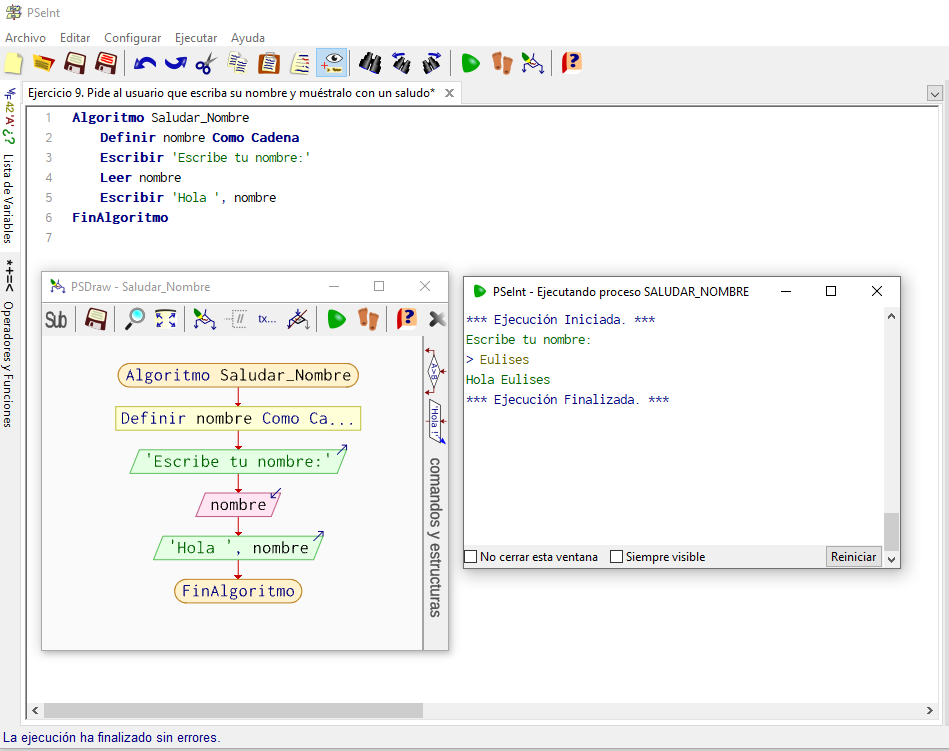 PSeInt
Archivo Editar Configurar Ejecutar Ayuda
Ejercicio 9. Pide al usuario que escriba su nombre y muéstralo con un saludo*
42 'A' ¿? Lista de Variables
*+=< Operadores y Funciones
1 Algoritmo Saludar_Nombre
2 Definir nombre Como Cadena
3 Escribir 'Escribe tu nombre:'
4 Leer nombre
5 Escribir 'Hola ', nombre
6 FinAlgoritmo
7
PSDraw - Saludar_Nombre
Sub // tx...
Algoritmo Saludar_Nombre
Definir nombre Como Ca...
'Escribe tu nombre:'
nombre
'Hola ', nombre
FinAlgoritmo
A>B
'Hola !'
comandos y estructuras
PSeInt - Ejecutando proceso SALUDAR_NOMBRE
*** Ejecución Iniciada. ***
Escribe tu nombre:
> Eulises
Hola Eulises
*** Ejecución Finalizada. ***
No cerrar esta ventana Siempre visible Reiniciar
La ejecución ha finalizado sin errores.